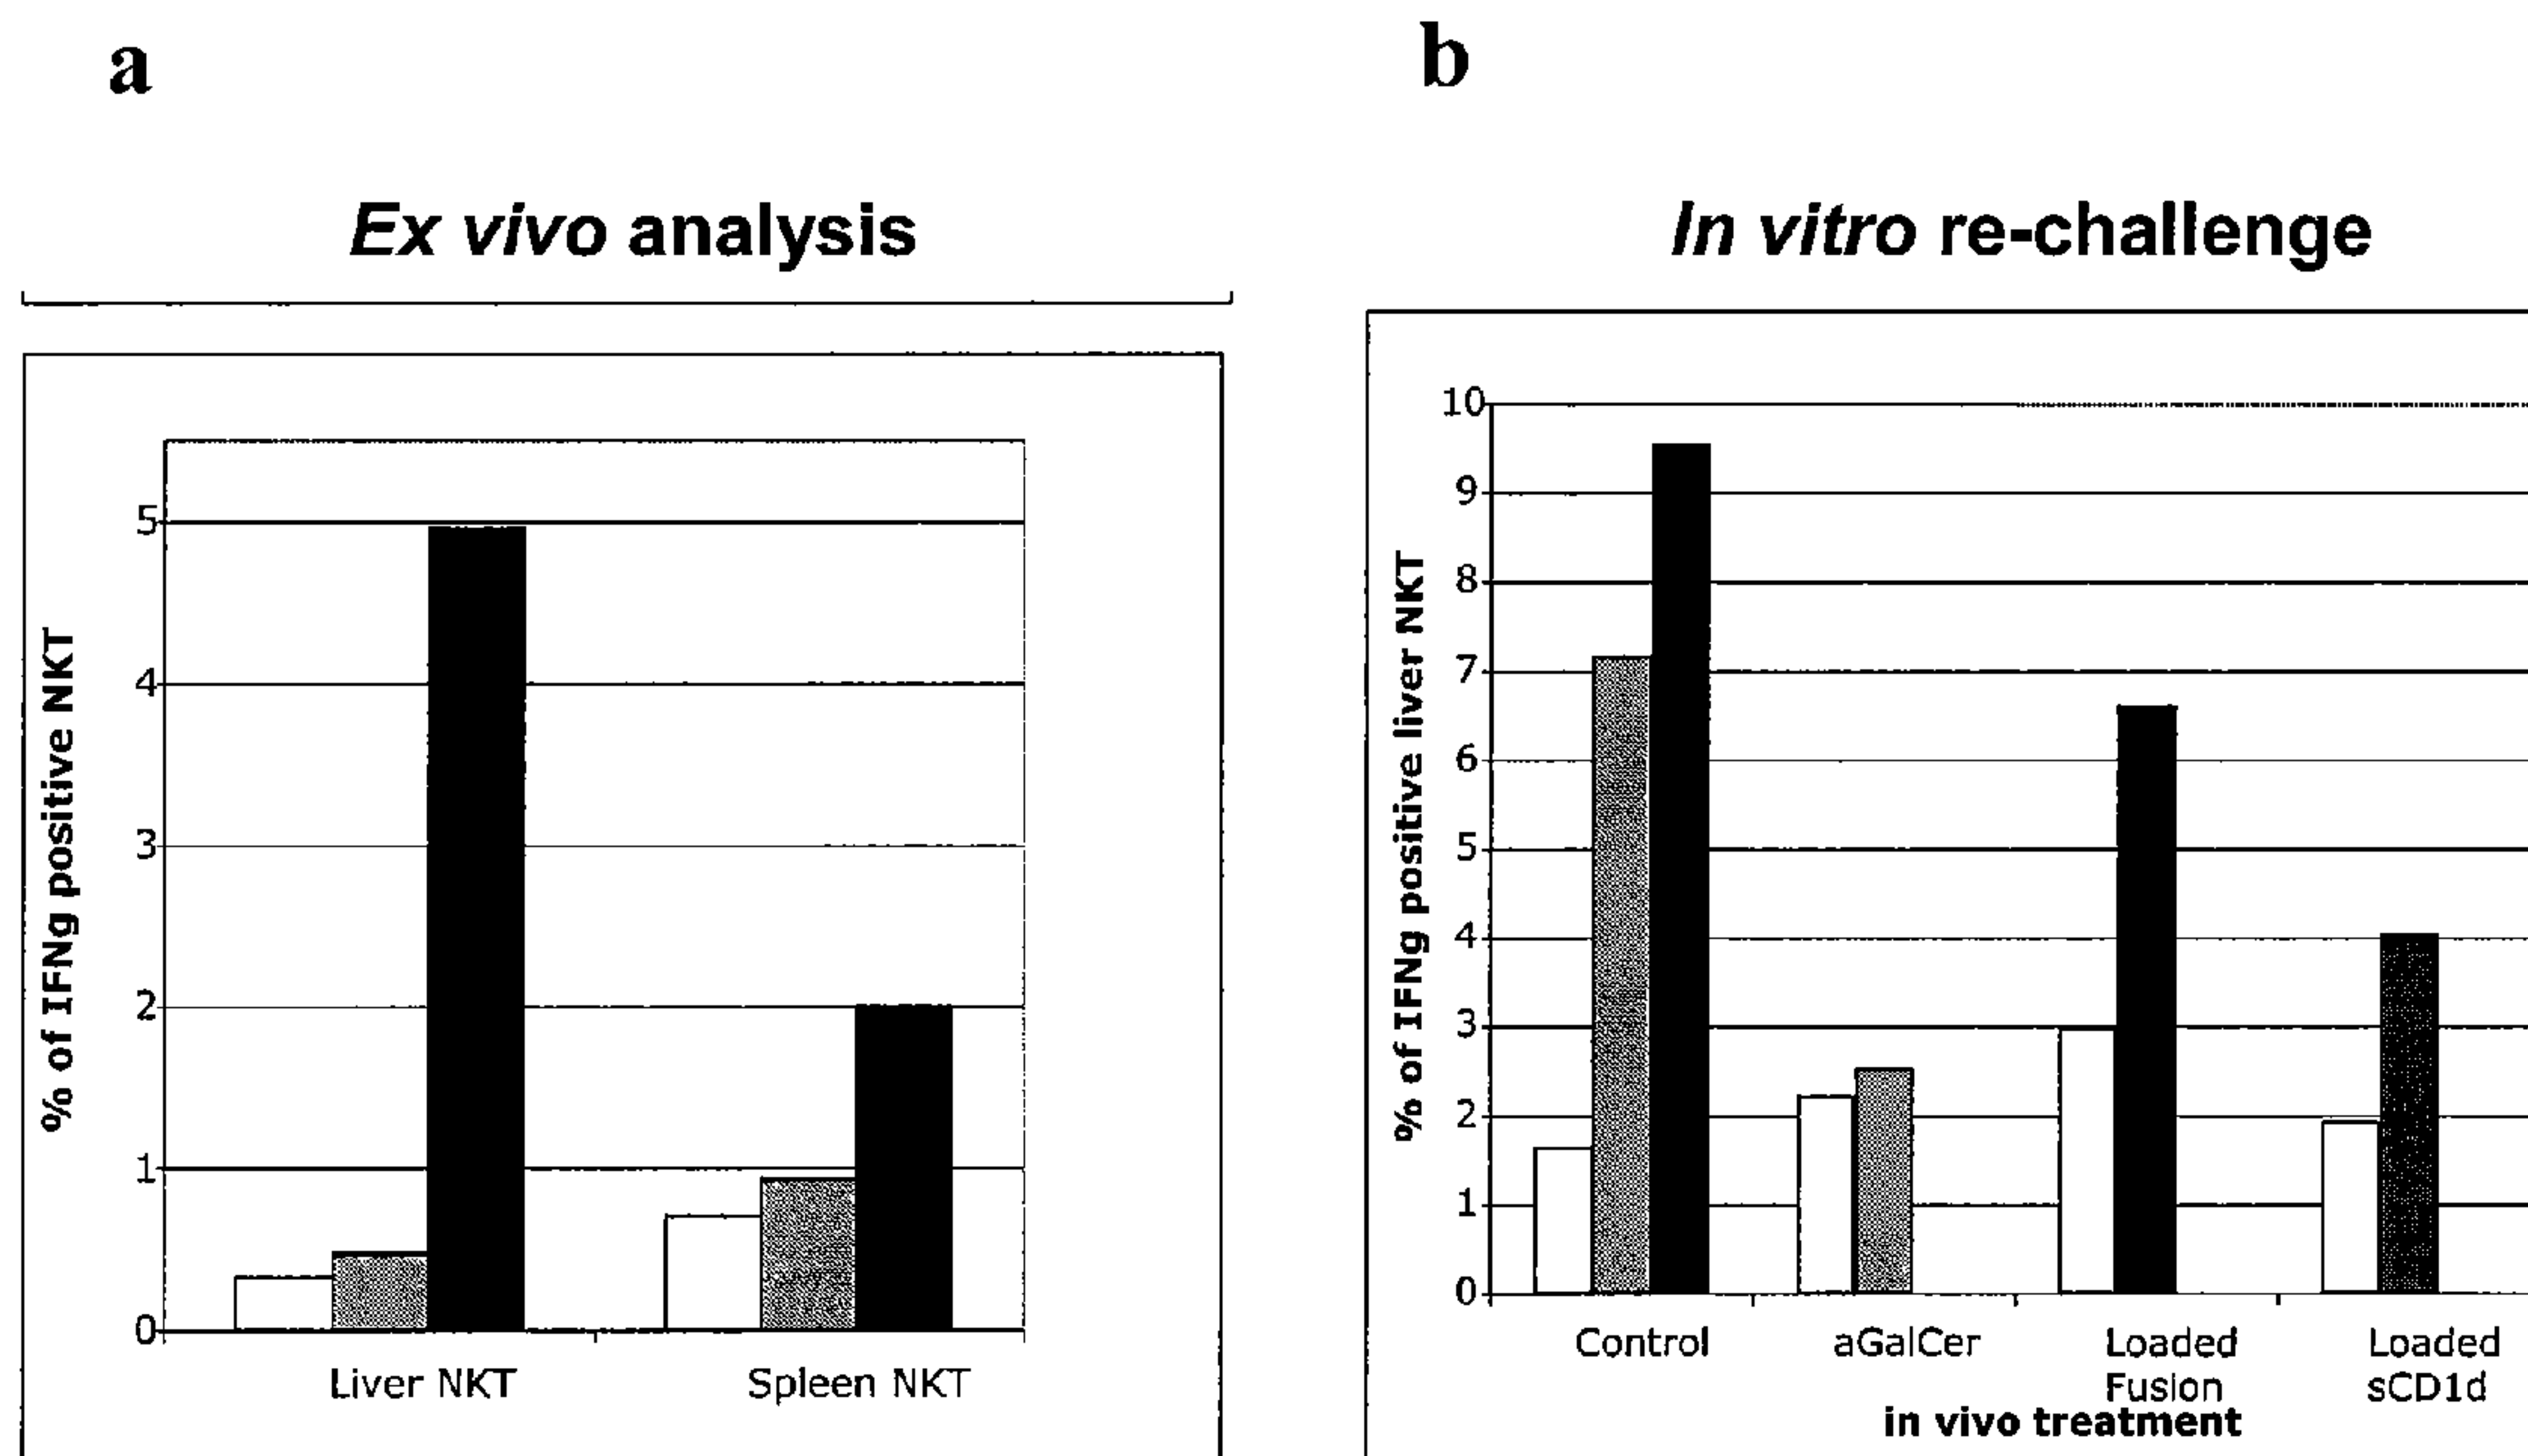 a
Ex vivo analysis
% of IFNg positive NKT
5
4
3
2
1
0
Liver NKT
Spleen NKT
b
In vitro re-challenge
% of IFNg positive liver NKT
10
9
8
7
6
5
4
3
2
1
0
Control
aGalCer
Loaded
Fusion
Loaded
sCD1d
in vivo treatment